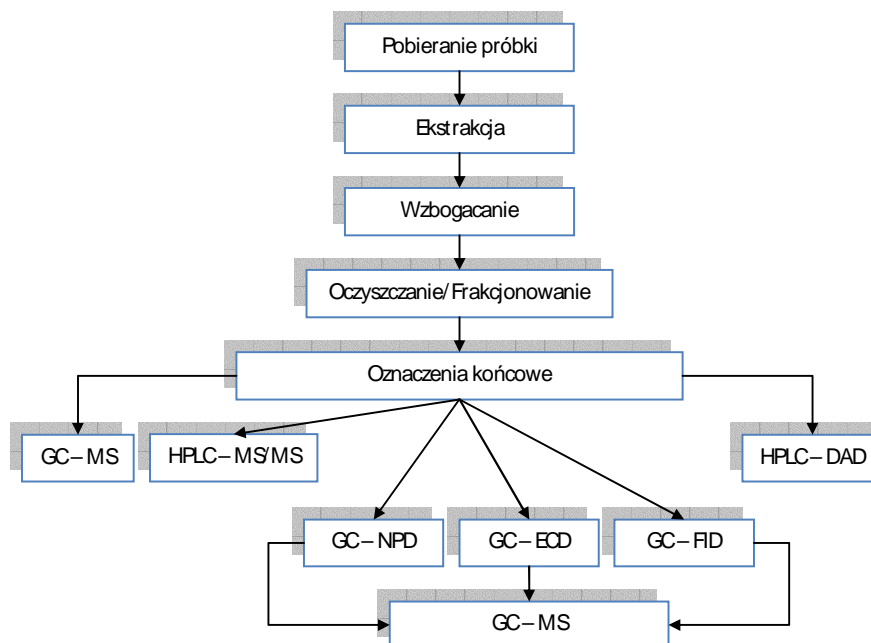 Pobieranie próbki
Ekstrakcja
Wzbogacanie
Oczyszczanie/Frakcjonowanie
Oznaczenia końcowe
GC – MS
HPLC – MS/MS
HPLC – DAD
GC – NPD
GC – ECD
GC – FID
GC – MS